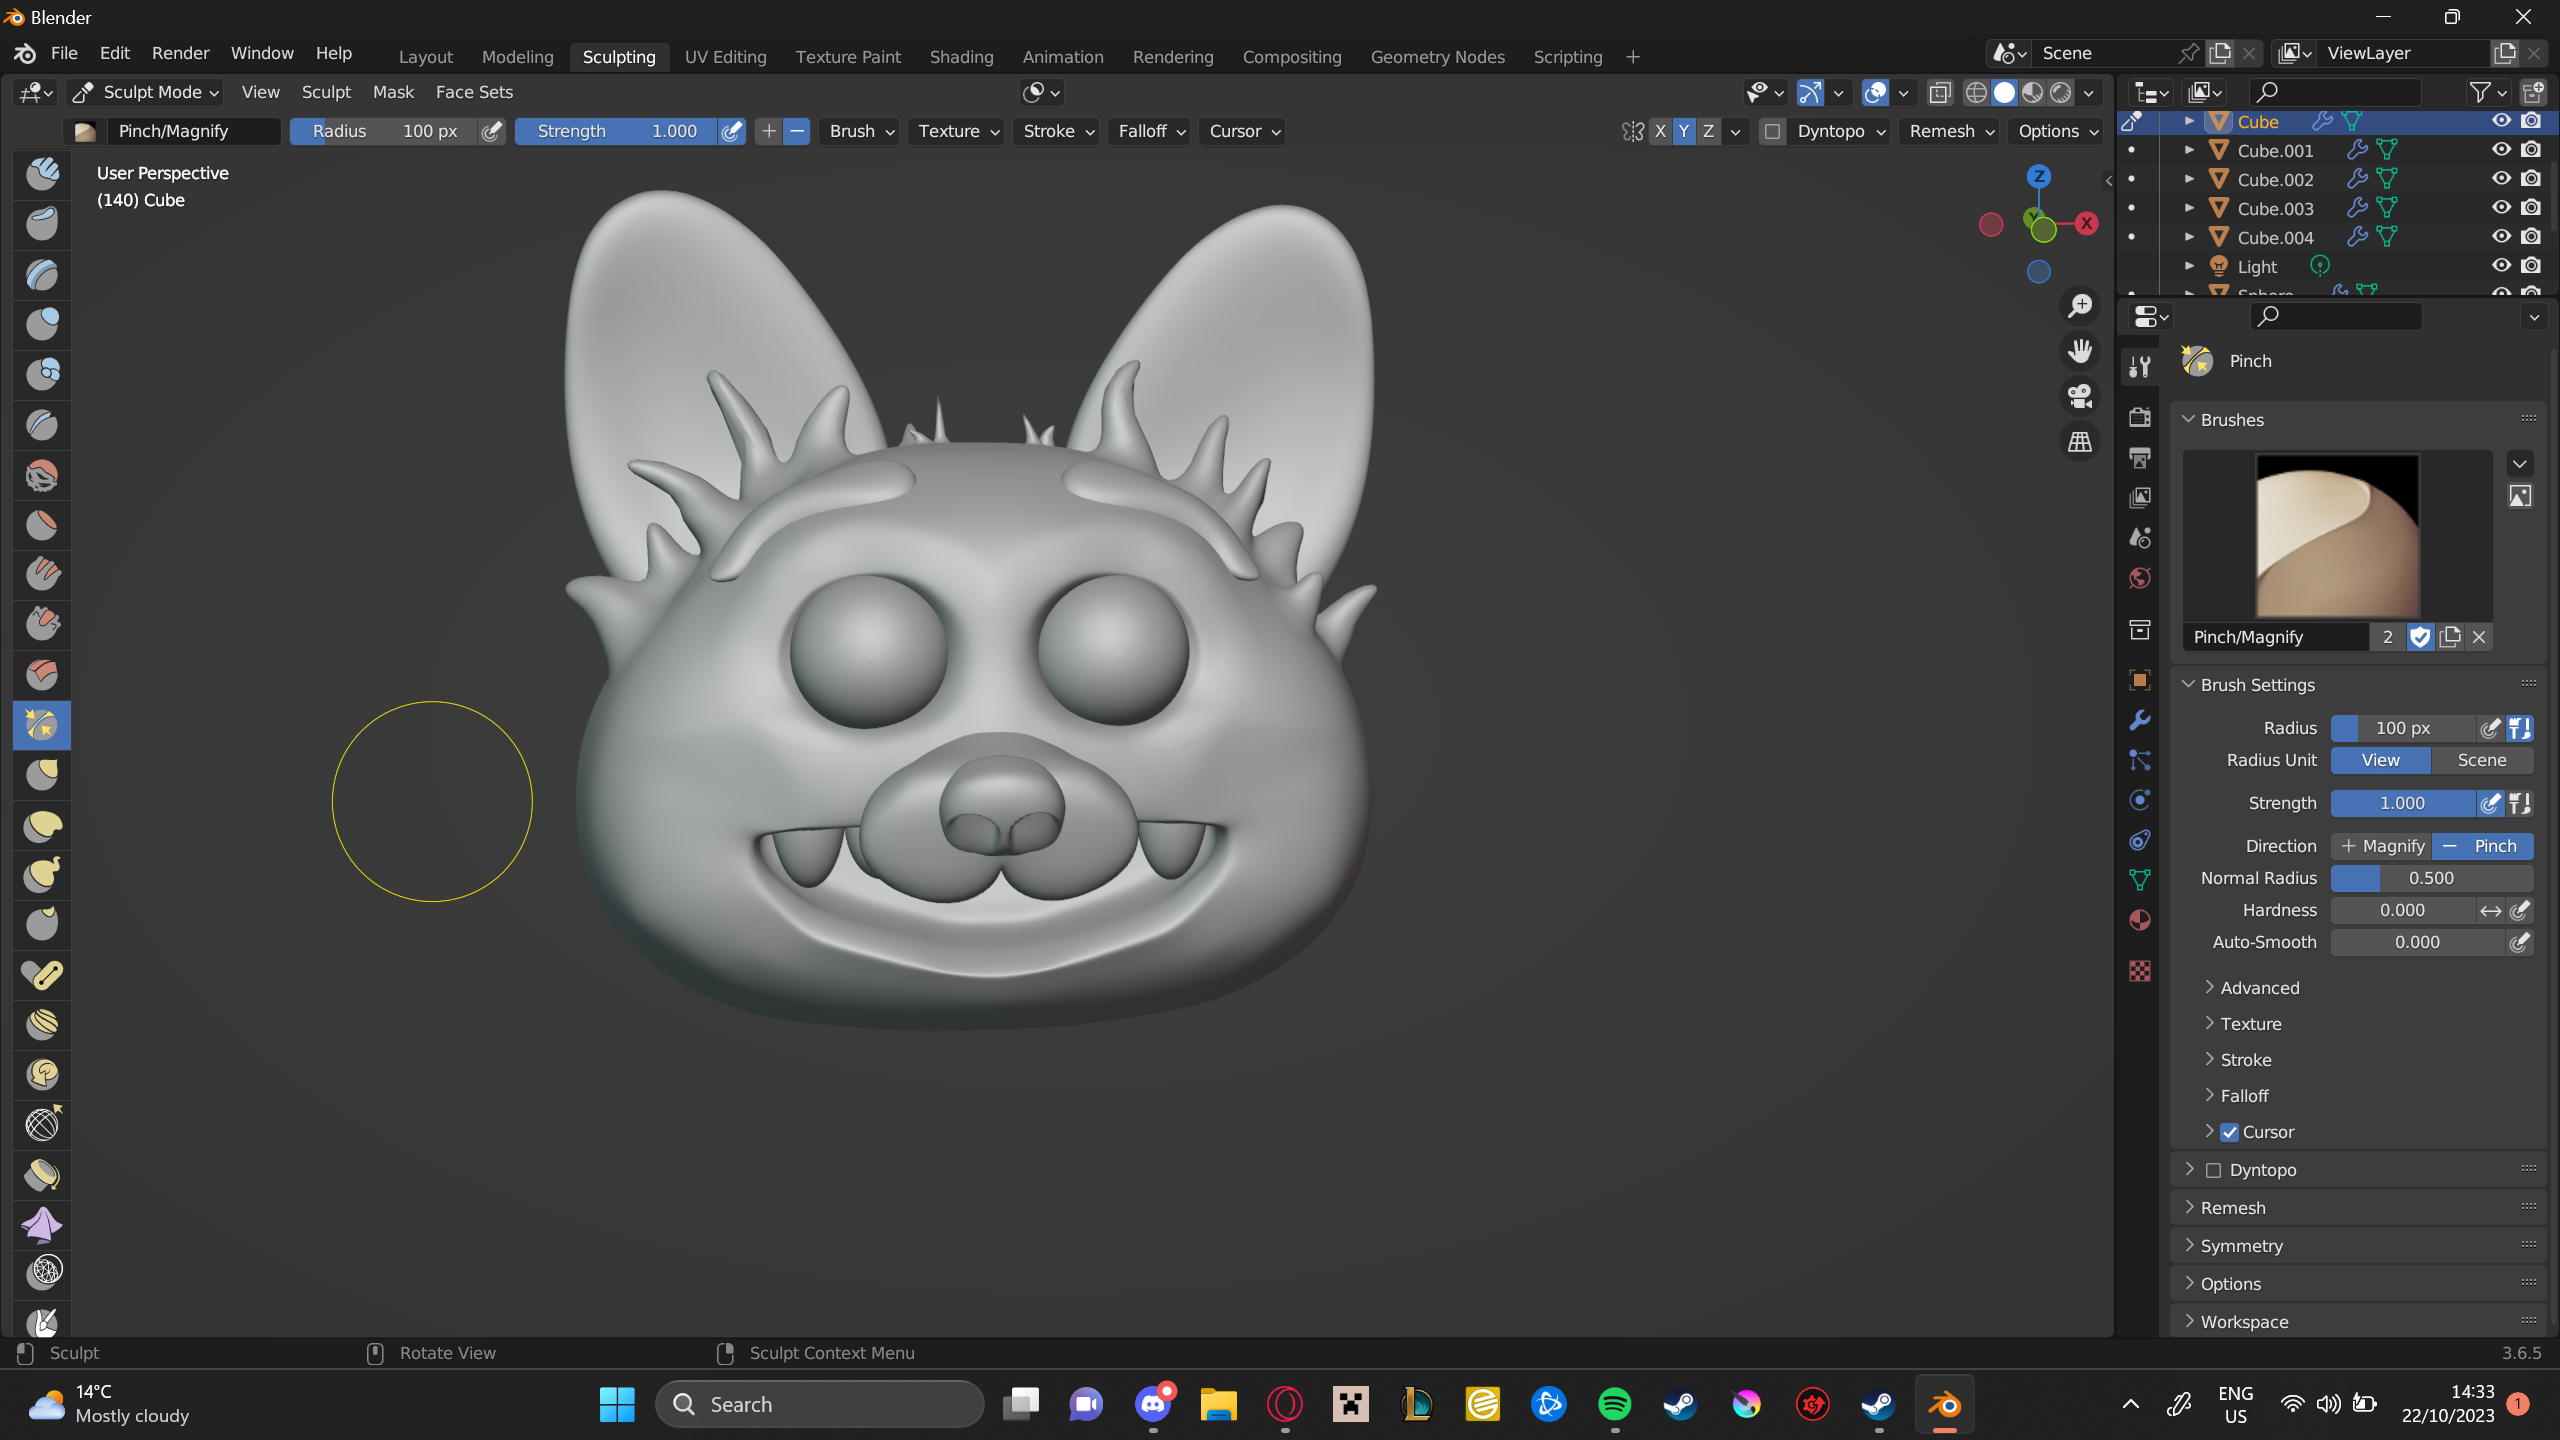 Blender
File Edit Render Window Help Layout Modeling Sculpting UV Editing Texture Paint Shading Animation Rendering Compositing Geometry Nodes Scripting + Scene ViewLayer
Sculpt Mode View Sculpt Mask Face Sets
Pinch/Magnify Radius 100 px Strength 1.000 + − Brush Texture Stroke Falloff Cursor X Y Z Dyntopo Remesh Options
User Perspective
(140) Cube
Z
Y X
Cube
Cube.001
Cube.002
Cube.003
Cube.004
Light
Sphere
Pinch
Brushes
Pinch/Magnify 2
Brush Settings
Radius 100 px
Radius Unit View Scene
Strength 1.000
Direction + Magnify − Pinch
Normal Radius 0.500
Hardness 0.000
Auto-Smooth 0.000
Advanced
Texture
Stroke
Falloff
Cursor
Dyntopo
Remesh
Symmetry
Options
Workspace
Sculpt Rotate View Sculpt Context Menu 3.6.5
14°C
Mostly cloudy
Search
ENG
US
14:33
22/10/2023
1